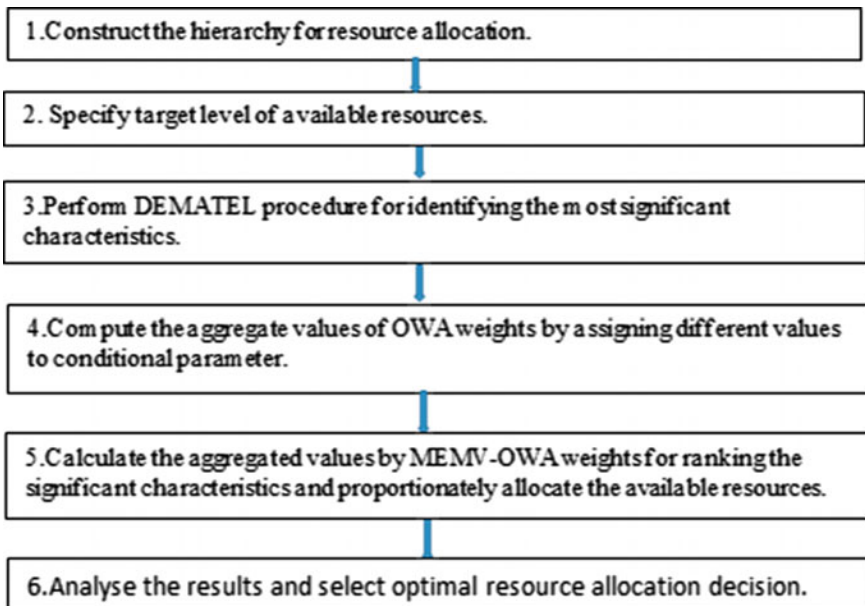 1.Construct the hierarchy for resource allocation.
2. Specify target level of available resources.
3.Perform DEMATEL procedure for identifying the most significant
characteristics.
4.Compute the aggregate values of OWA weights by assigning different values
to conditional parameter.
5.Calculate the aggregated values by MEMV-OWA weights for ranking the
significant characteristics and proportionately allocate the available resources.
6.Analyse the results and select optimal resource allocation decision.